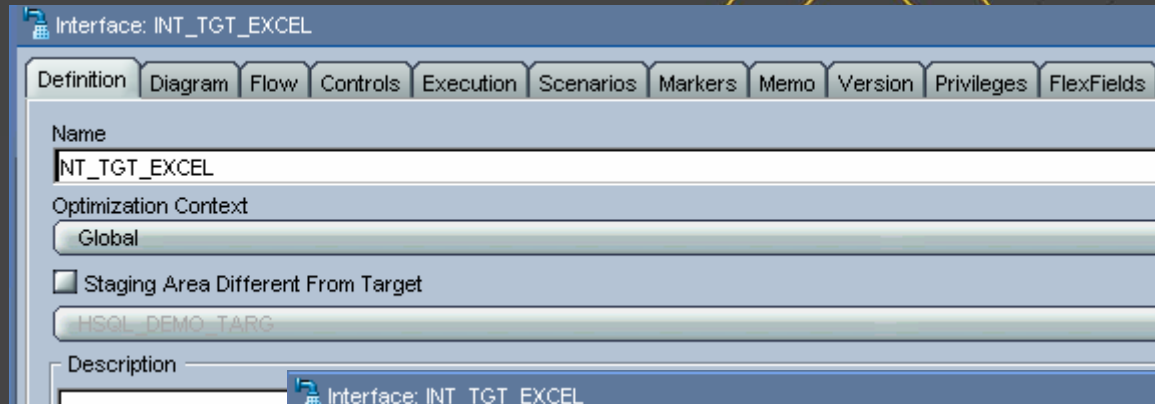 Interface: INT_TGT_EXCEL
Definition Diagram Flow Controls Execution Scenarios Markers Memo Version Privileges FlexFields
Name
NT_TGT_EXCEL
Optimization Context
Global
Staging Area Different From Target
HSQL_DEMO_TARG
Description
Interface: INT_TGT_EXCEL